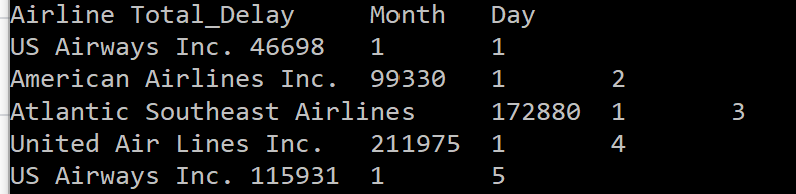 Airline Total_Delay Month Day
US Airways Inc. 46698 1 1
American Airlines Inc. 99330 1 2
Atlantic Southeast Airlines 172880 1 3
United Air Lines Inc. 211975 1 4
US Airways Inc. 115931 1 5